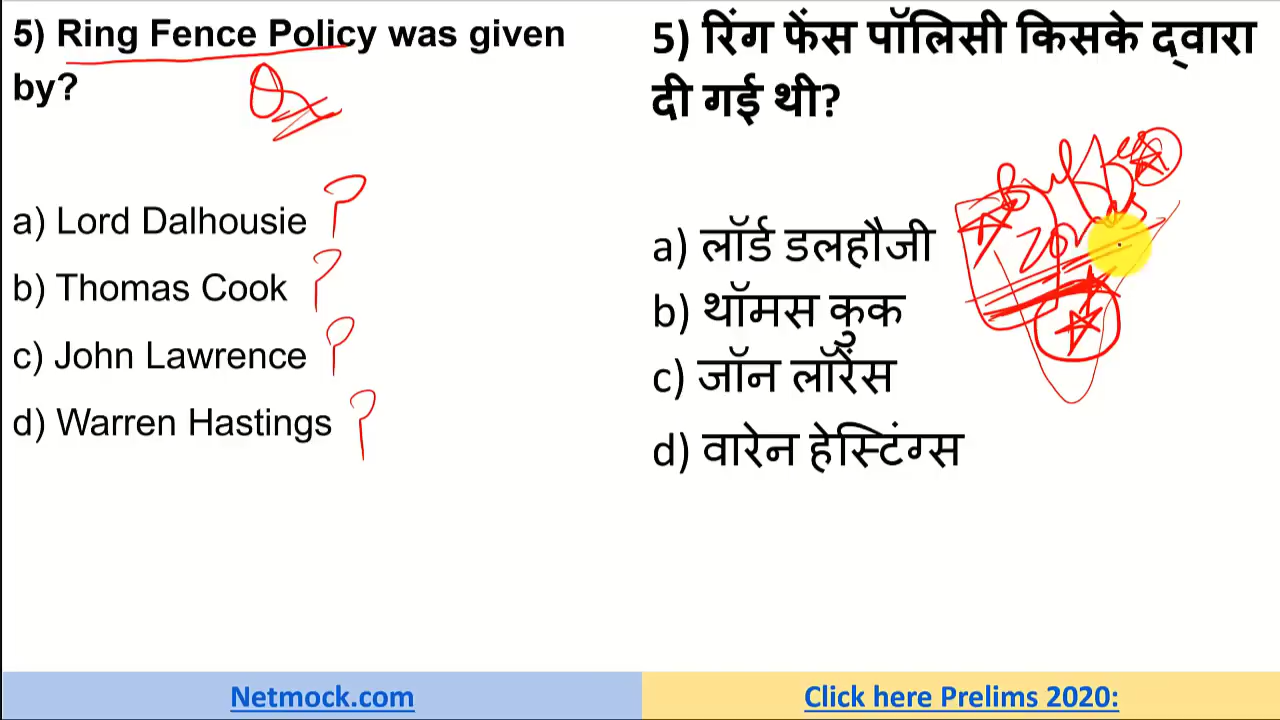 5) Ring Fence Policy was given
by?
a) Lord Dalhousie ?
b) Thomas Cook ?
c) John Lawrence ?
d) Warren Hastings ?
5) रिंग फेंस पॉलिसी किसके द्वारा
दी गई थी?
Buffer
a) लॉर्ड डलहौजी
b) थॉमस कुक
c) जॉन लॉरेंस
d) वारेन हेस्टिंग्स
Netmock.com
Click here Prelims 2020: